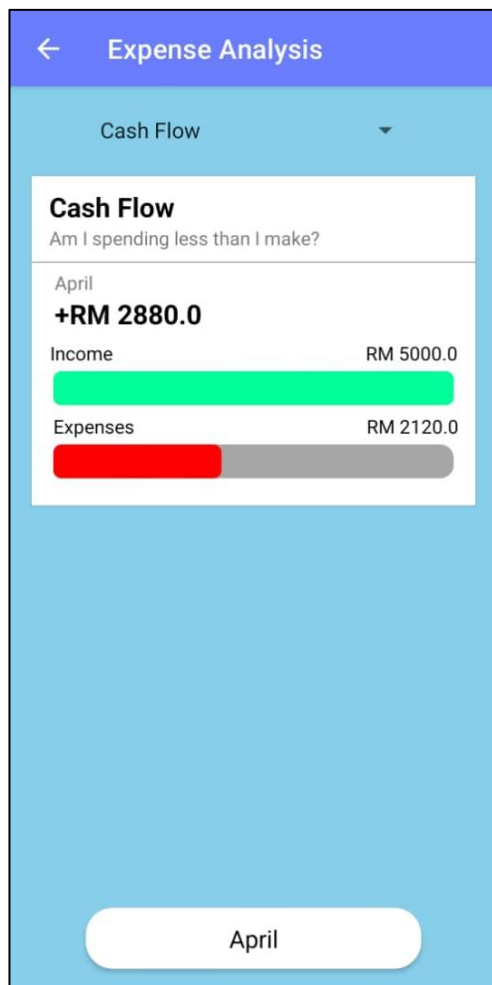 Expense Analysis
Cash Flow
Cash Flow
Am I spending less than I make?
April
+RM 2880.0
Income RM 5000.0
Expenses RM 2120.0
April